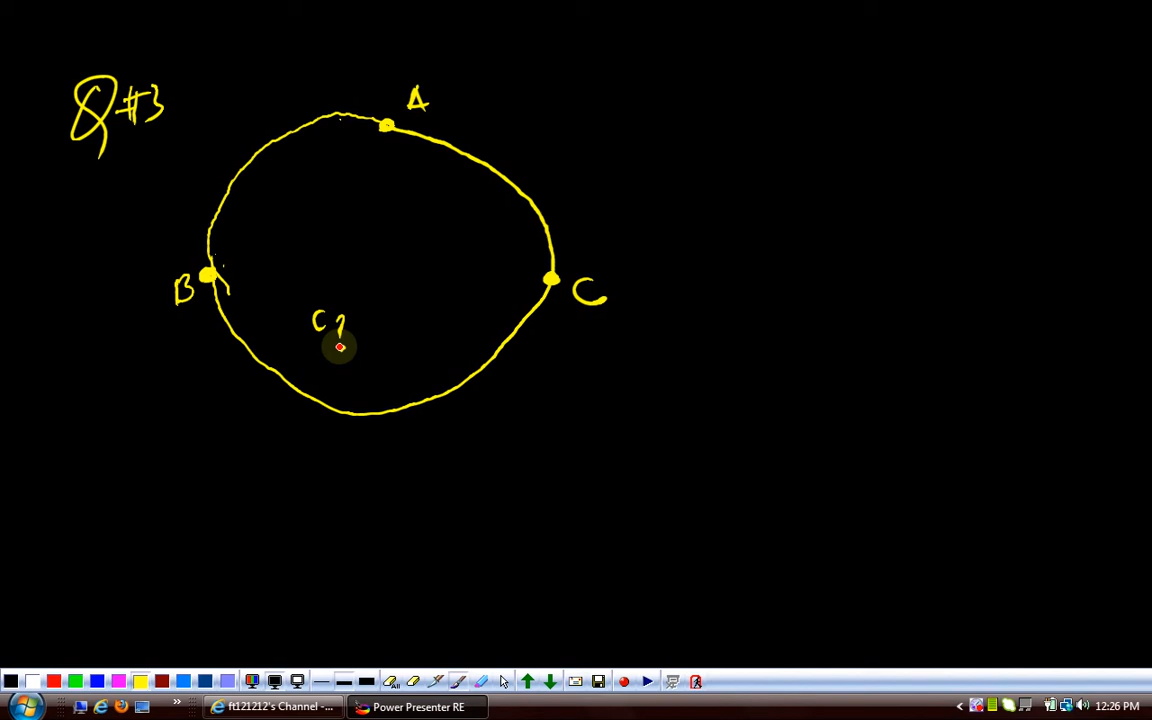 Q #3
A
B
C
C?
ft121212's Channel -...
Power Presenter RE
12:26 PM